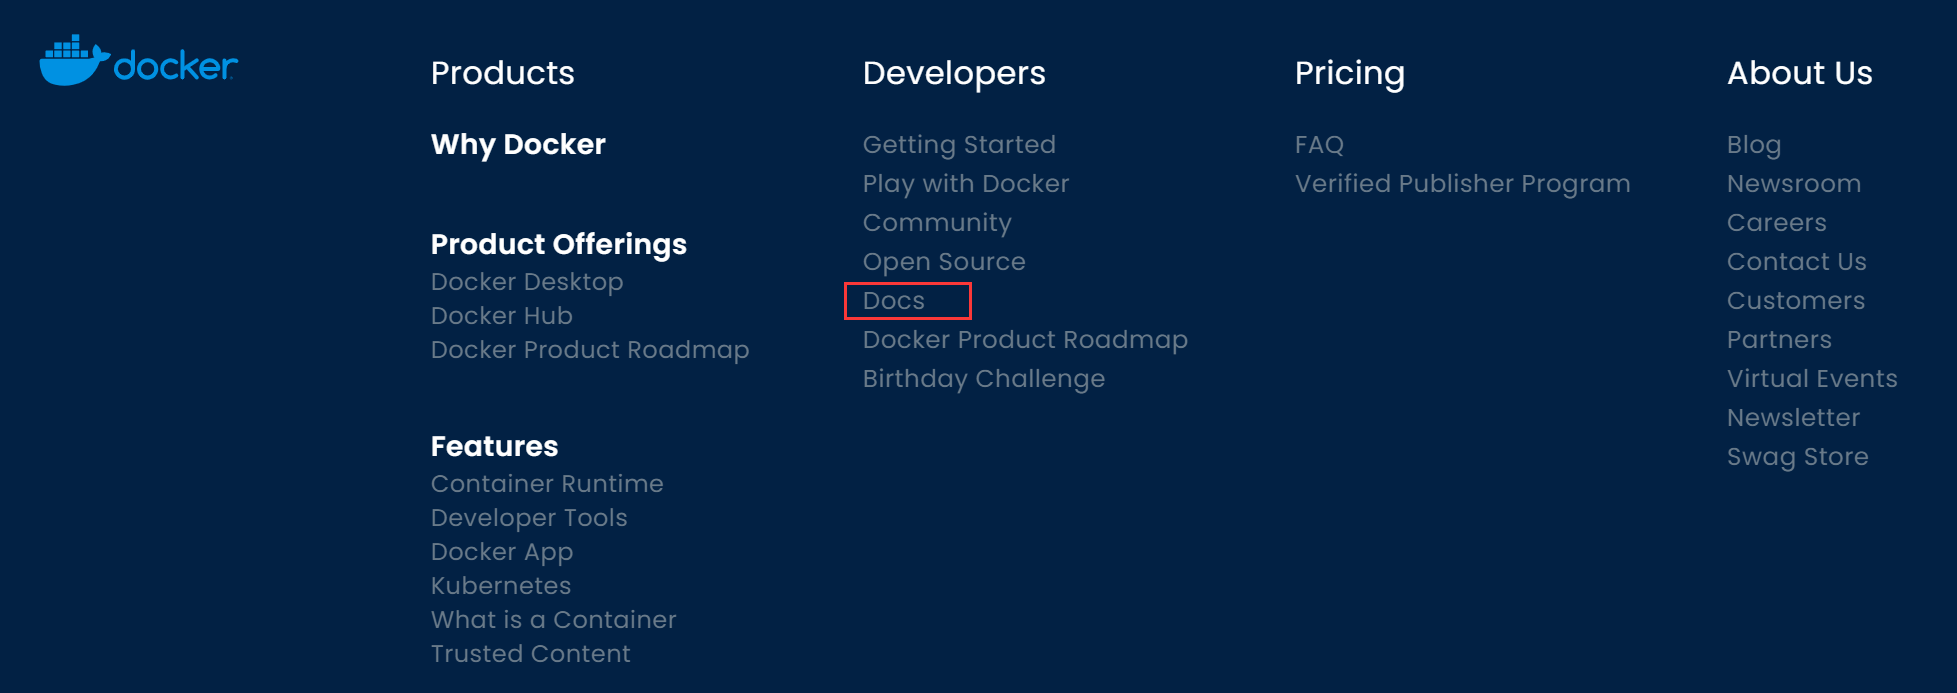 docker
Products
Why Docker
Product Offerings
Docker Desktop
Docker Hub
Docker Product Roadmap
Features
Container Runtime
Developer Tools
Docker App
Kubernetes
What is a Container
Trusted Content
Developers
Getting Started
Play with Docker
Community
Open Source
Docs
Docker Product Roadmap
Birthday Challenge
Pricing
FAQ
Verified Publisher Program
About Us
Blog
Newsroom
Careers
Contact Us
Customers
Partners
Virtual Events
Newsletter
Swag Store